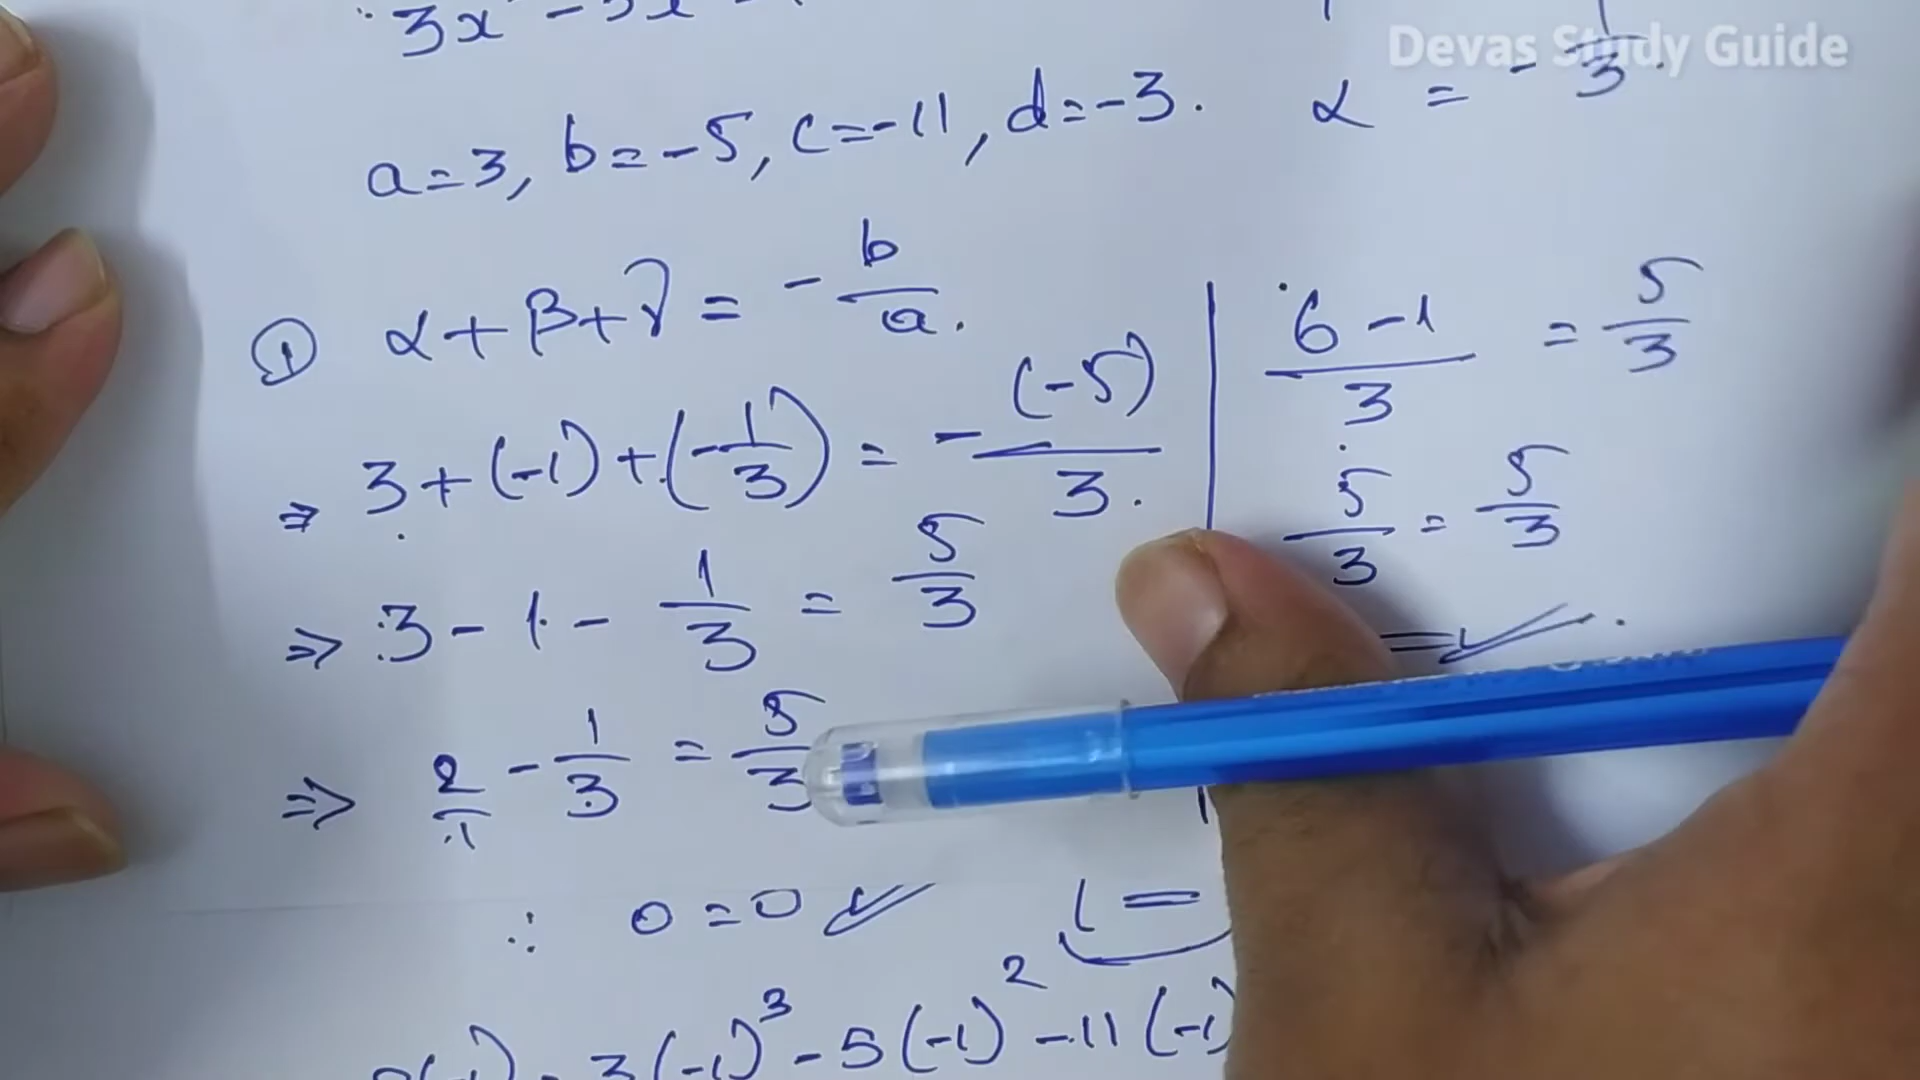 Devas Study Guide
3x - 5x
a=3, b=-5, c=-11, d=-3.
α = -1/3.
① α+β+γ = -b/a.
⇒ 3+(-1)+(-1/3) = -(-5)/3.
⇒ 3-1-1/3 = 5/3
⇒ 2/1 - 1/3 = 5/3
(6-1)/3 = 5/3
5/3 = 5/3
∴ 0=0 ✓
3(-1)³ - 5(-1)² - 11(-1)